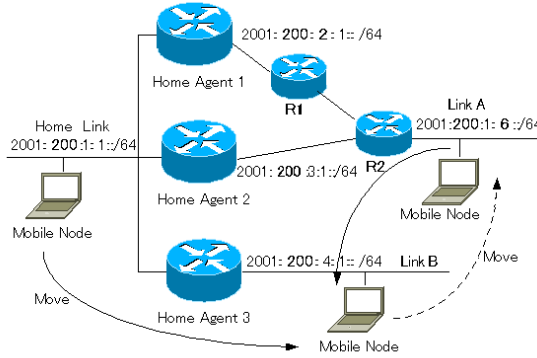 2001: 200: 2: 1: : /64
Home Agent 1
R1
Link A
2001:200:1: 6 ::/64
Home Link
2001: 200:1: 1::/64
R2
2001: 200 :3:1::/64
Mobile Node
Home Agent 2
Mobile Node
2001: 200: 4: 1: : /64
Link B
Move
Move
Home Agent 3
Mobile Node